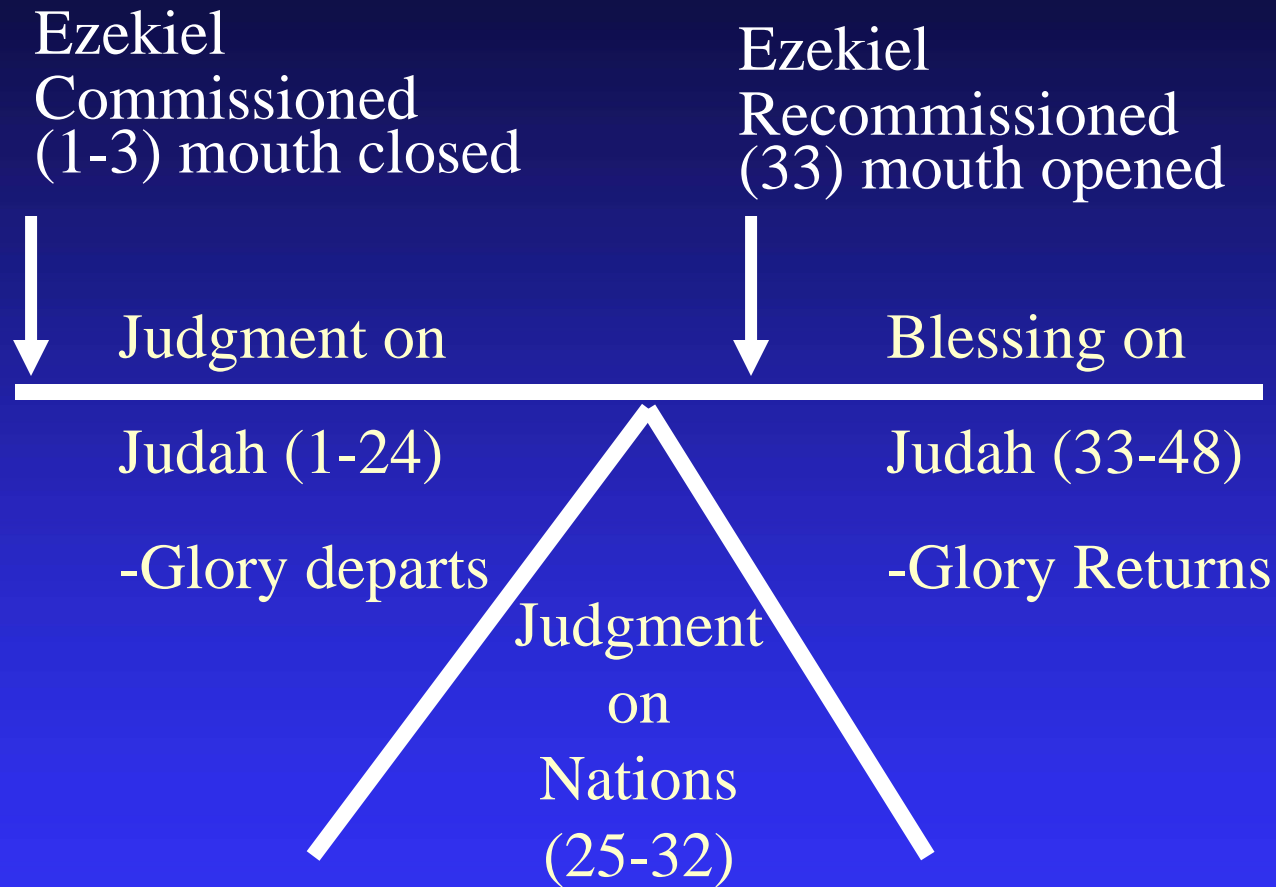 Ezekiel
Commissioned
(1-3) mouth closed
Ezekiel
Recommissioned
(33) mouth opened
Judgment on
Judah (1-24)
-Glory departs
Blessing on
Judah (33-48)
-Glory Returns
Judgment
on
Nations
(25-32)